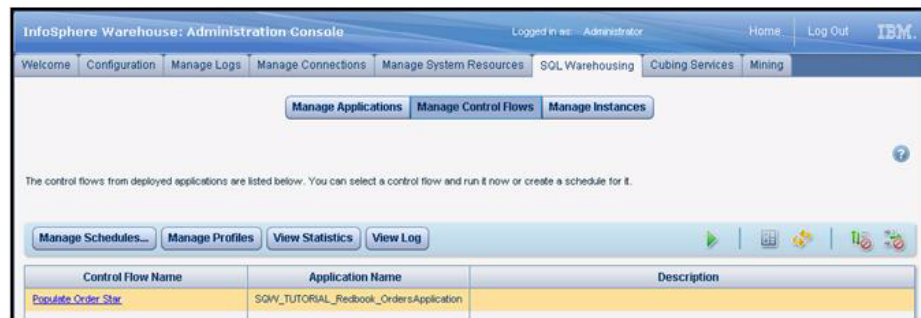 InfoSphere Warehouse: Administration Console Logged in as: Administrator Home Log Out IBM.
Welcome Configuration Manage Logs Manage Connections Manage System Resources SQL Warehousing Cubing Services Mining
Manage Applications Manage Control Flows Manage Instances
The control flows from deployed applications are listed below. You can select a control flow and run it now or create a schedule for it.
Manage Schedules... Manage Profiles View Statistics View Log
Control Flow Name Application Name Description
Populate Order Star SQW_TUTORIAL_Redbook_OrdersApplication